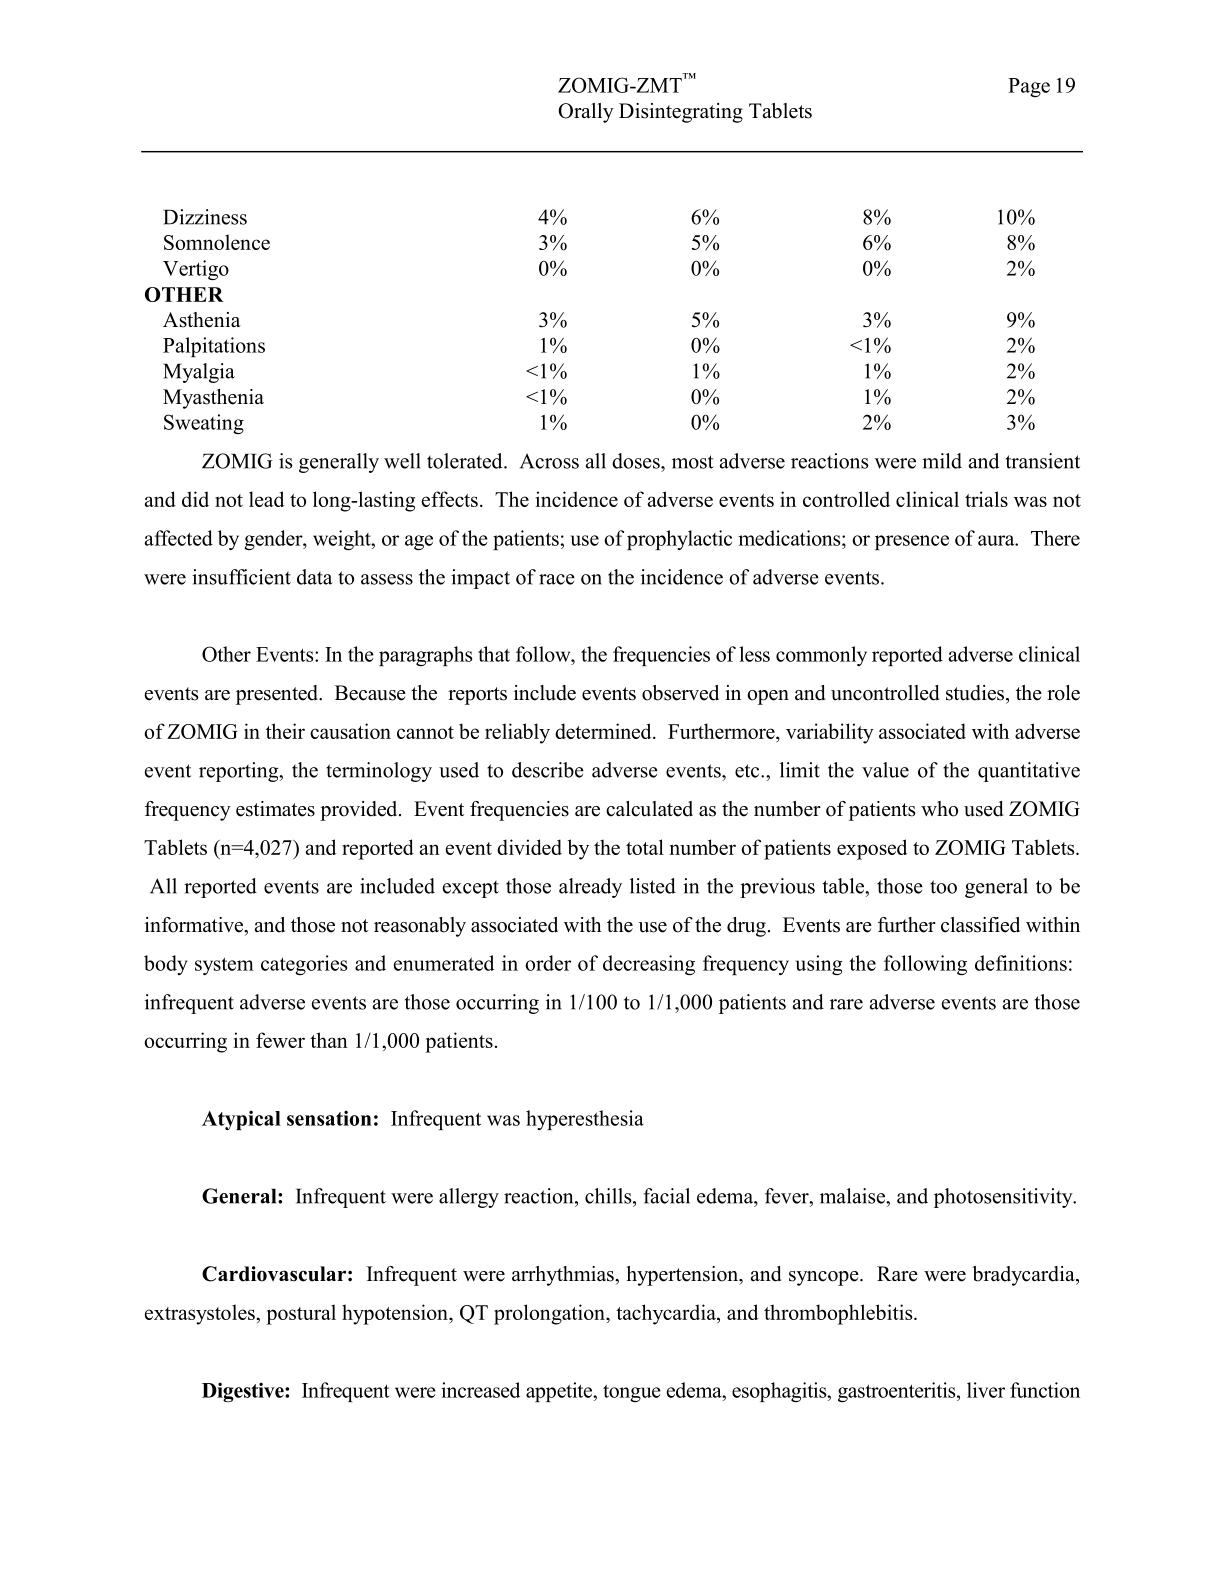 ZOMIG-ZMT™ Page 19
Orally Disintegrating Tablets
Dizziness 4% 6% 8% 10%
Somnolence 3% 5% 6% 8%
Vertigo 0% 0% 0% 2%
OTHER
Asthenia 3% 5% 3% 9%
Palpitations 1% 0% <1% 2%
Myalgia <1% 1% 1% 2%
Myasthenia <1% 0% 1% 2%
Sweating 1% 0% 2% 3%
ZOMIG is generally well tolerated. Across all doses, most adverse reactions were mild and transient
and did not lead to long-lasting effects. The incidence of adverse events in controlled clinical trials was not
affected by gender, weight, or age of the patients; use of prophylactic medications; or presence of aura. There
were insufficient data to assess the impact of race on the incidence of adverse events.
Other Events: In the paragraphs that follow, the frequencies of less commonly reported adverse clinical
events are presented. Because the reports include events observed in open and uncontrolled studies, the role
of ZOMIG in their causation cannot be reliably determined. Furthermore, variability associated with adverse
event reporting, the terminology used to describe adverse events, etc., limit the value of the quantitative
frequency estimates provided. Event frequencies are calculated as the number of patients who used ZOMIG
Tablets (n=4,027) and reported an event divided by the total number of patients exposed to ZOMIG Tablets.
All reported events are included except those already listed in the previous table, those too general to be
informative, and those not reasonably associated with the use of the drug. Events are further classified within
body system categories and enumerated in order of decreasing frequency using the following definitions:
infrequent adverse events are those occurring in 1/100 to 1/1,000 patients and rare adverse events are those
occurring in fewer than 1/1,000 patients.
Atypical sensation: Infrequent was hyperesthesia
General: Infrequent were allergy reaction, chills, facial edema, fever, malaise, and photosensitivity.
Cardiovascular: Infrequent were arrhythmias, hypertension, and syncope. Rare were bradycardia,
extrasystoles, postural hypotension, QT prolongation, tachycardia, and thrombophlebitis.
Digestive: Infrequent were increased appetite, tongue edema, esophagitis, gastroenteritis, liver function